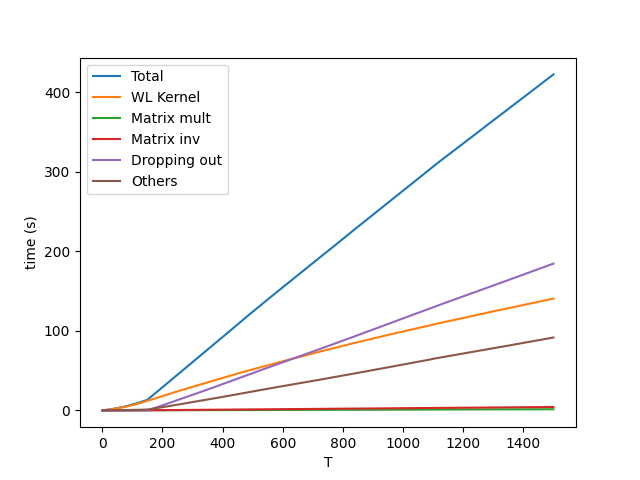 Total
WL Kernel
Matrix mult
Matrix inv
Dropping out
Others
400
300
200
100
0
time (s)
0 200 400 600 800 1000 1200 1400
T